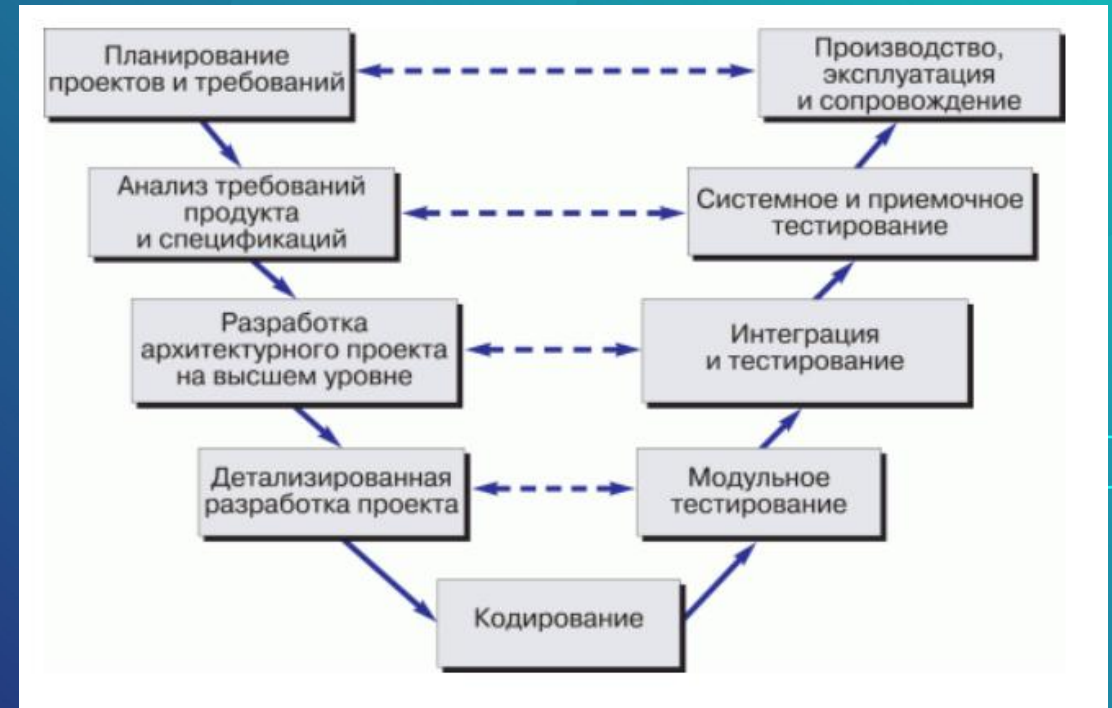 Планирование
проектов и требований
Производство,
эксплуатация
и сопровождение
Анализ требований
продукта
и спецификаций
Системное и приемочное
тестирование
Разработка
архитектурного проекта
на высшем уровне
Интеграция
и тестирование
Детализированная
разработка проекта
Модульное
тестирование
Кодирование